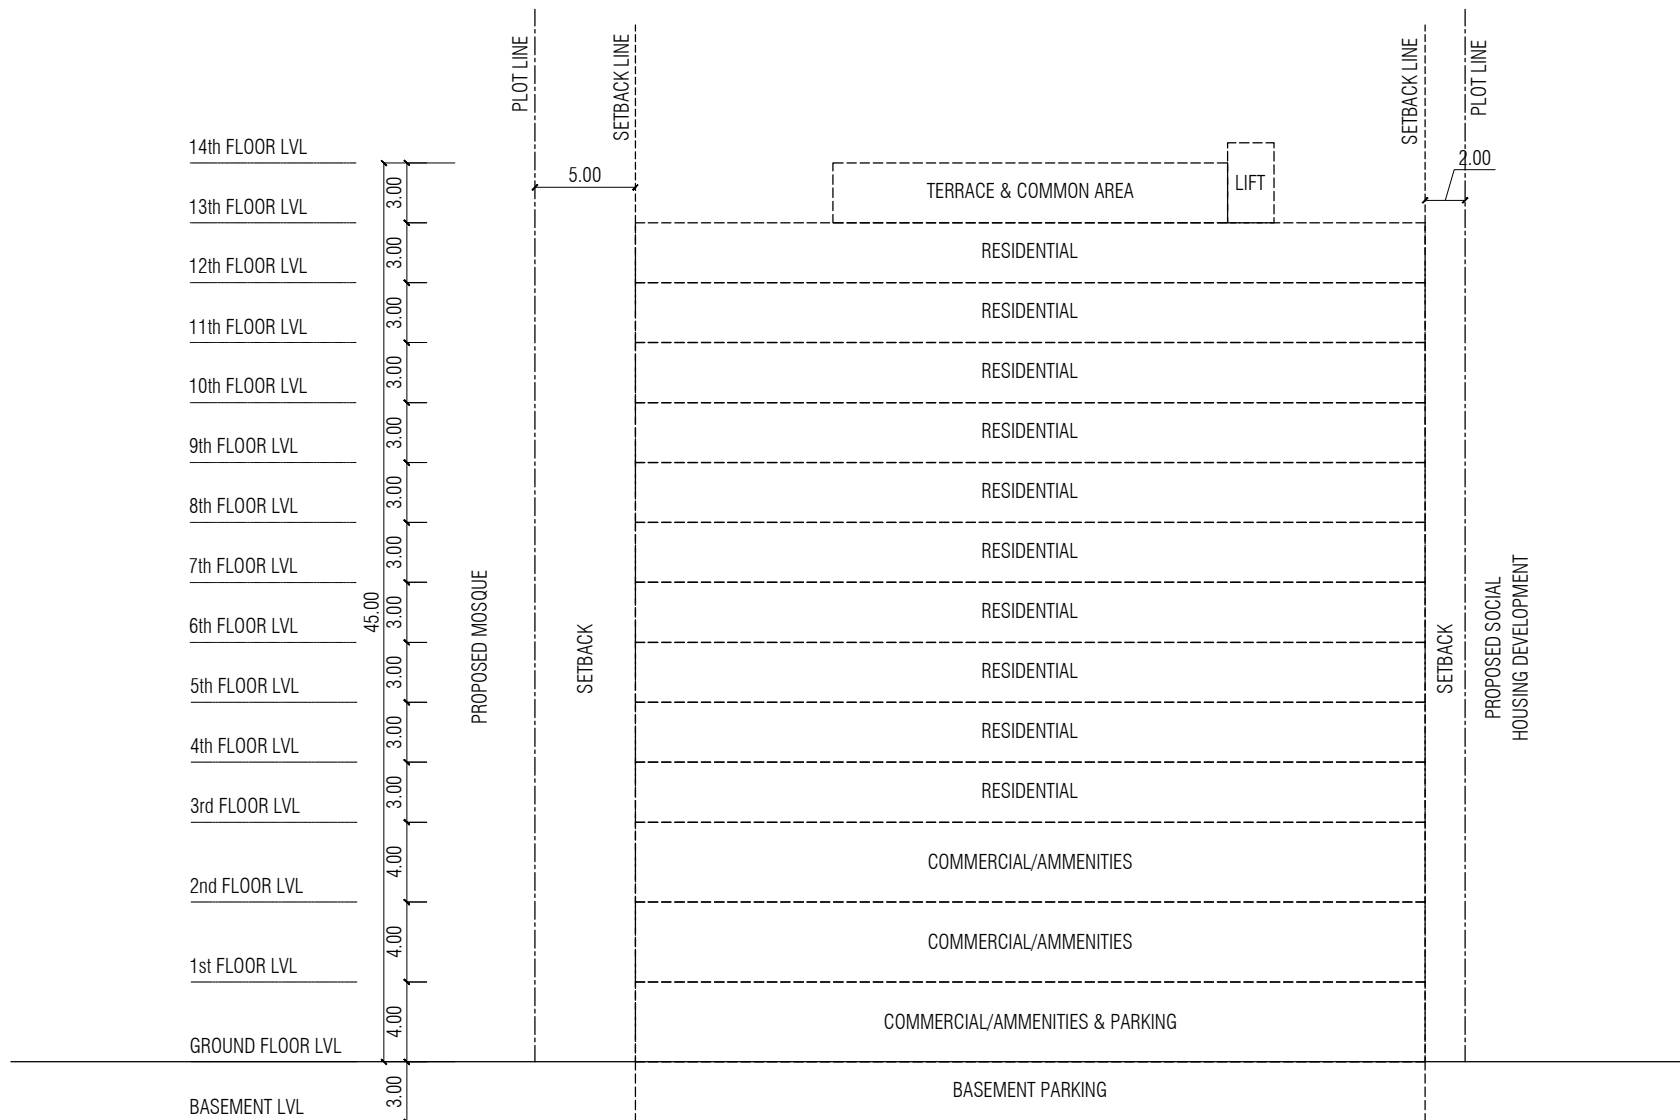 PLOT LINE
SETBACK LINE
SETBACK LINE
PLOT LINE
14th FLOOR LVL
3.00
5.00
TERRACE & COMMON AREA
LIFT
2.00
13th FLOOR LVL
3.00
RESIDENTIAL
12th FLOOR LVL
3.00
RESIDENTIAL
11th FLOOR LVL
3.00
RESIDENTIAL
10th FLOOR LVL
3.00
RESIDENTIAL
9th FLOOR LVL
3.00
RESIDENTIAL
8th FLOOR LVL
3.00
RESIDENTIAL
7th FLOOR LVL
45.00
3.00
RESIDENTIAL
6th FLOOR LVL
3.00
RESIDENTIAL
5th FLOOR LVL
3.00
RESIDENTIAL
4th FLOOR LVL
3.00
RESIDENTIAL
3rd FLOOR LVL
PROPOSED MOSQUE
SETBACK
SETBACK
PROPOSED SOCIAL
HOUSING DEVELOPMENT
4.00
COMMERCIAL/AMMENITIES
2nd FLOOR LVL
4.00
COMMERCIAL/AMMENITIES
1st FLOOR LVL
4.00
COMMERCIAL/AMMENITIES & PARKING
GROUND FLOOR LVL
3.00
BASEMENT PARKING
BASEMENT LVL